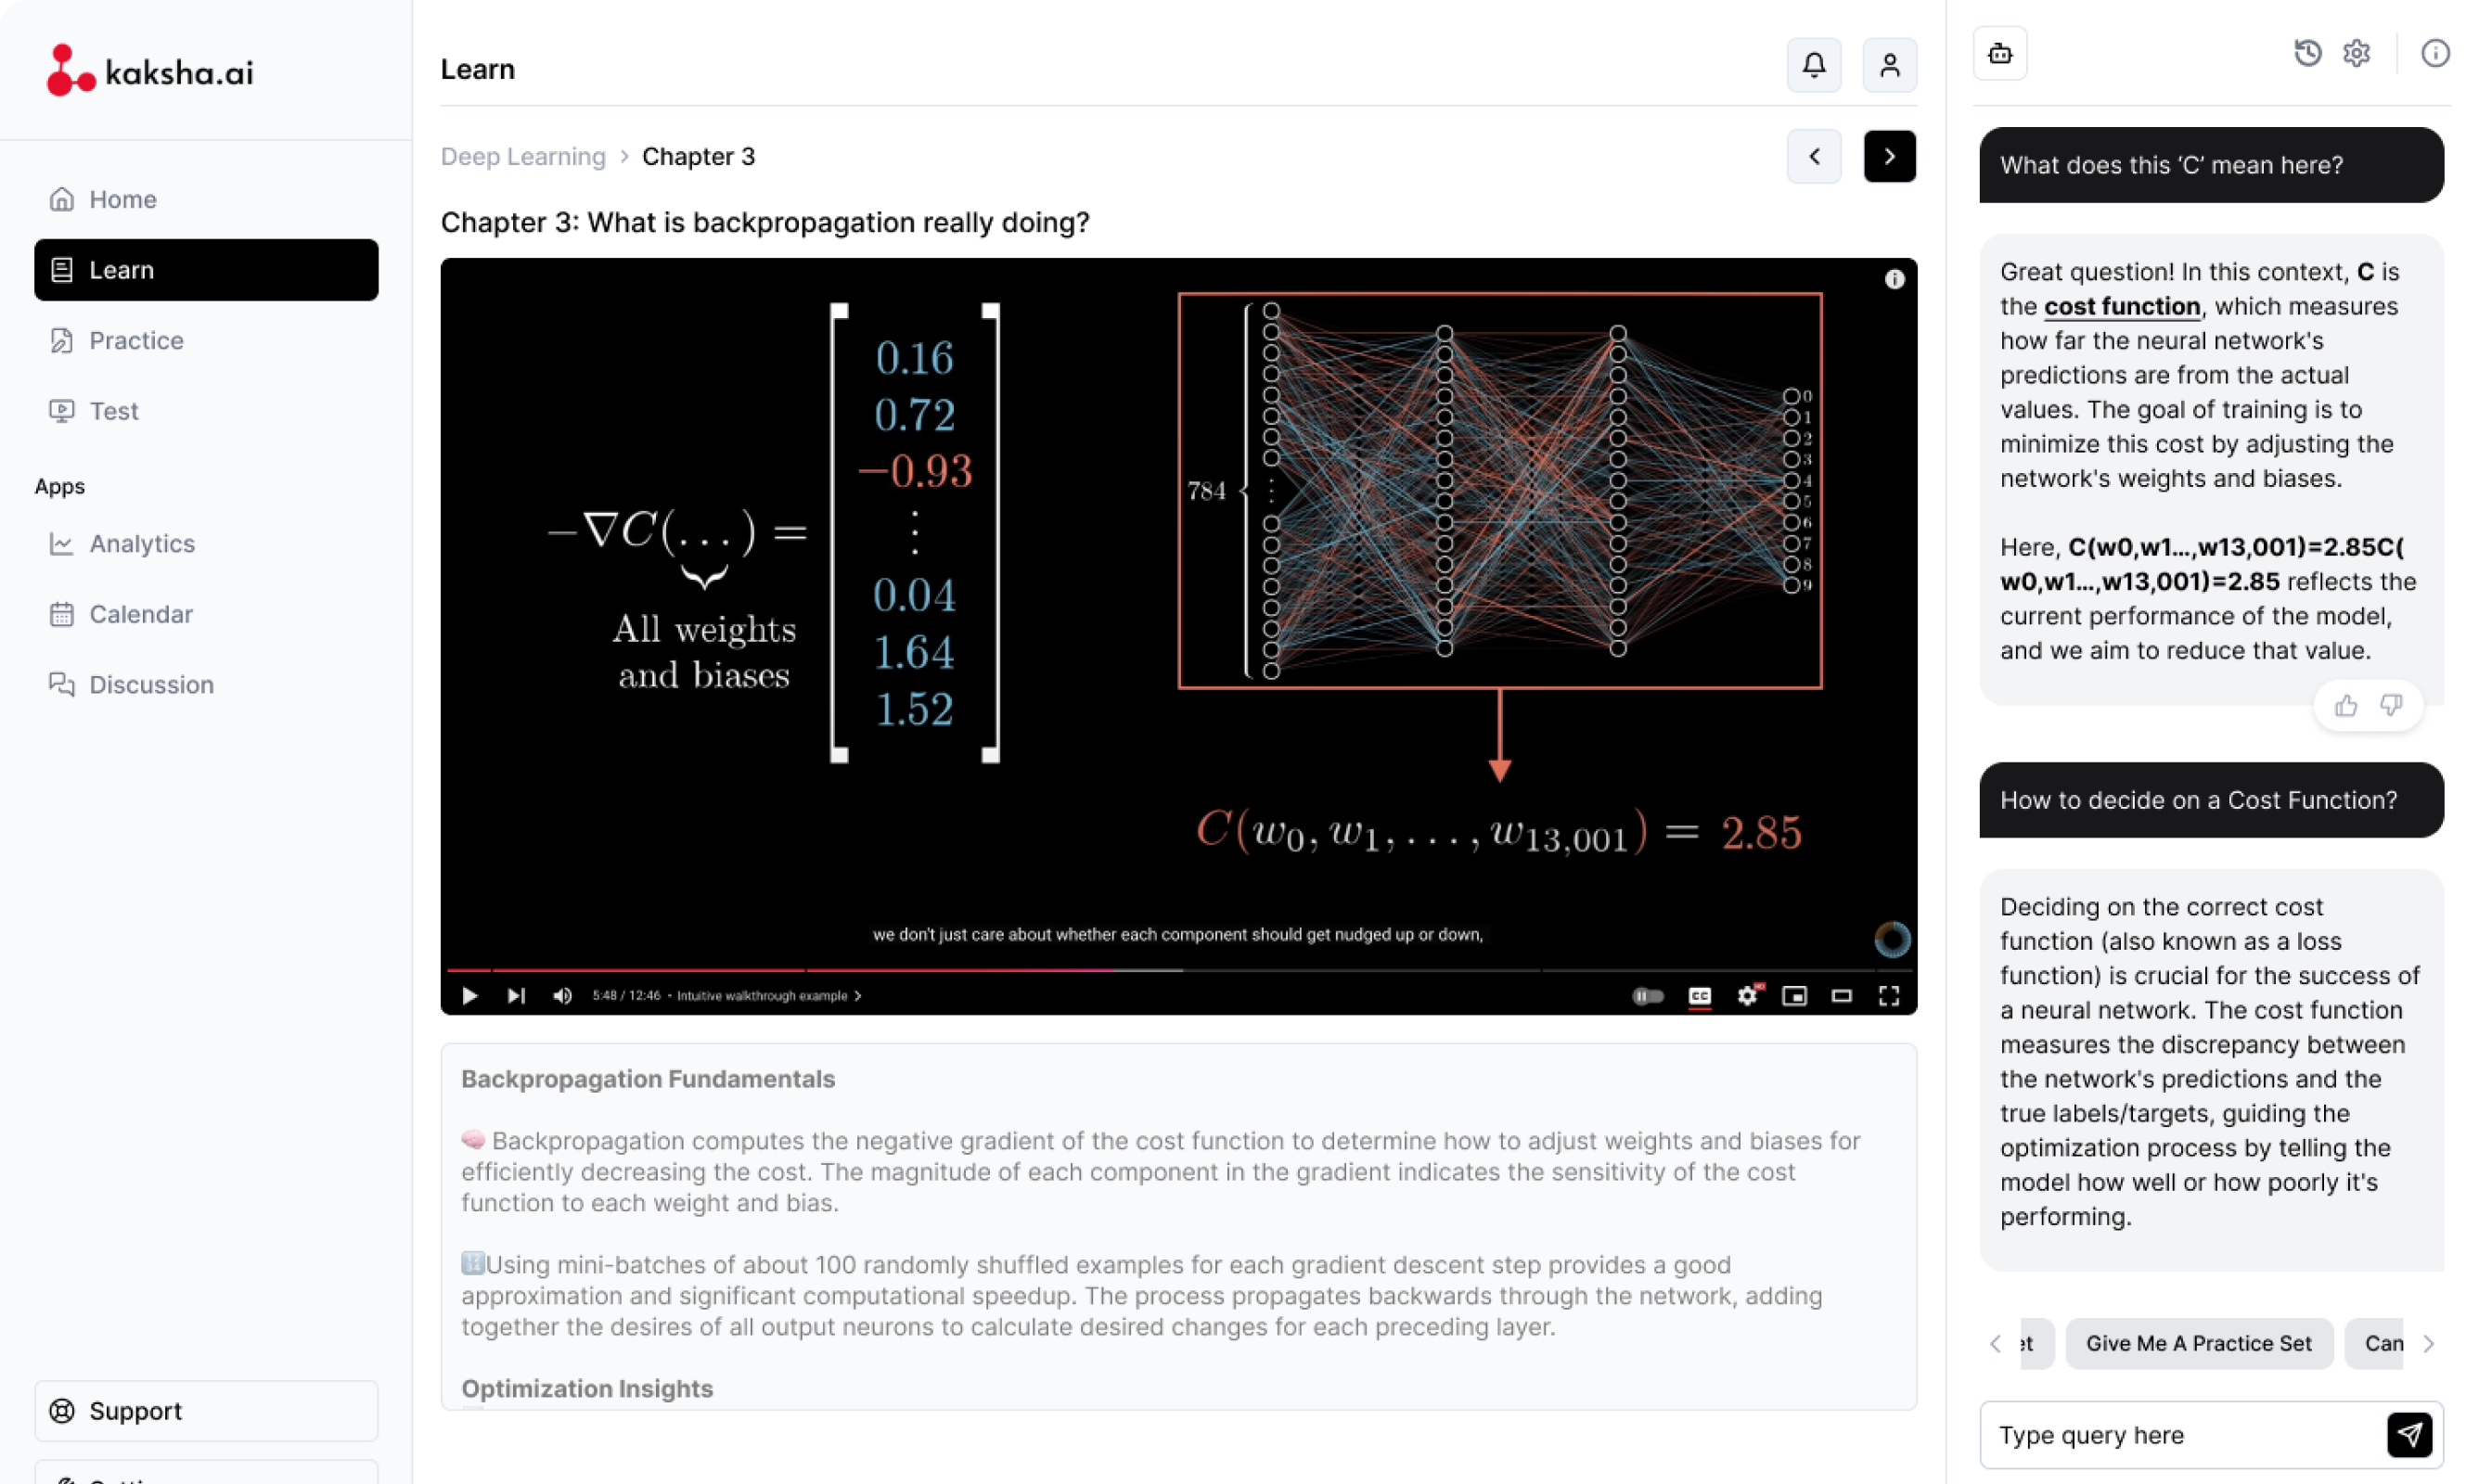 kaksha.ai
Home
Learn
Practice
Test
Apps
Analytics
Calendar
Discussion
Support
Learn
Deep Learning > Chapter 3
Chapter 3: What is backpropagation really doing?
−∇C(...) =
All weights
and biases
0.16
0.72
−0.93
⋮
0.04
1.64
1.52
784
0
1
2
3
4
5
6
7
8
9
C(w₀, w₁, . . . , w₁₃,₀₀₁) = 2.85
we don't just care about whether each component should get nudged up or down,
5:48 / 12:46 • Intuitive walkthrough example >
CC
HD
Backpropagation Fundamentals
🧠 Backpropagation computes the negative gradient of the cost function to determine how to adjust weights and biases for
efficiently decreasing the cost. The magnitude of each component in the gradient indicates the sensitivity of the cost
function to each weight and bias.
🔢Using mini-batches of about 100 randomly shuffled examples for each gradient descent step provides a good
approximation and significant computational speedup. The process propagates backwards through the network, adding
together the desires of all output neurons to calculate desired changes for each preceding layer.
Optimization Insights
What does this ‘C’ mean here?
Great question! In this context, C is
the cost function, which measures
how far the neural network's
predictions are from the actual
values. The goal of training is to
minimize this cost by adjusting the
network's weights and biases.
Here, C(w0,w1...,w13,001)=2.85C(
w0,w1...,w13,001)=2.85 reflects the
current performance of the model,
and we aim to reduce that value.
How to decide on a Cost Function?
Deciding on the correct cost
function (also known as a loss
function) is crucial for the success of
a neural network. The cost function
measures the discrepancy between
the network's predictions and the
true labels/targets, guiding the
optimization process by telling the
model how well or how poorly it's
performing.
Give Me A Practice Set
Can
Type query here